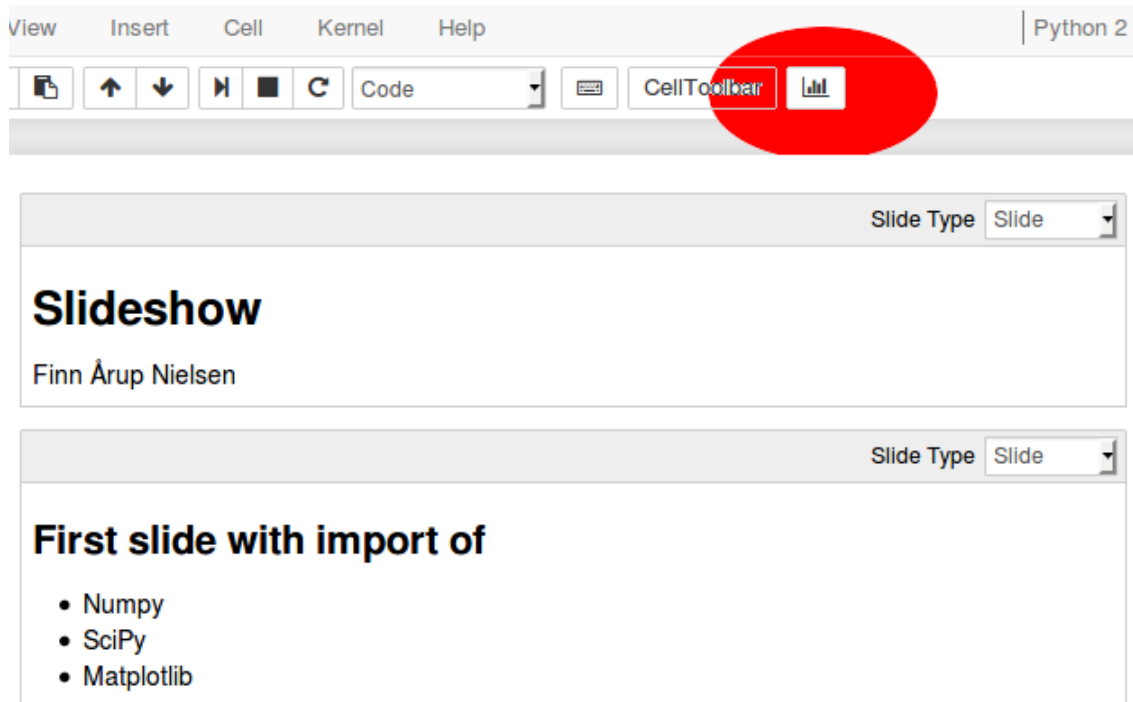 View Insert Cell Kernel Help Python 2
Code CellToolbar
Slide Type Slide
Slideshow
Finn Årup Nielsen
Slide Type Slide
First slide with import of
Numpy
SciPy
Matplotlib